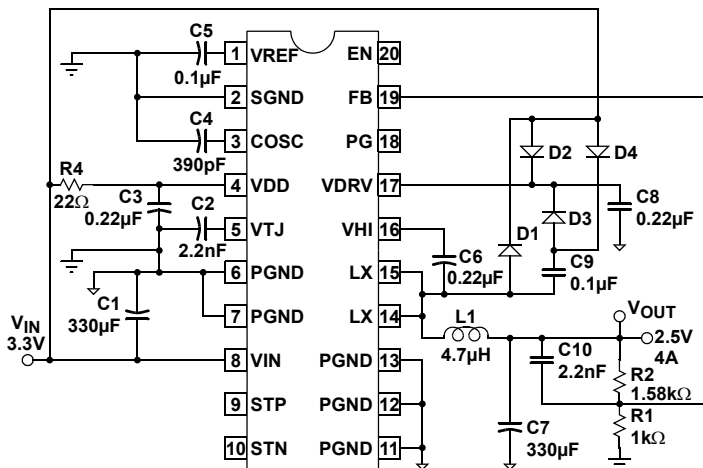 C5
0.1µF
C4
390pF
R4
22Ω
C3
0.22µF
C2
2.2nF
C1
330µF
VIN
3.3V
1 VREF
2 SGND
3 COSC
4 VDD
5 VTJ
6 PGND
7 PGND
8 VIN
9 STP
10 STN
EN 20
FB 19
PG 18
VDRV 17
VHI 16
LX 15
LX 14
PGND 13
PGND 12
PGND 11
D2
D4
D1
D3
C8
0.22µF
C6
0.22µF
C9
0.1µF
L1
4.7µH
VOUT
2.5V
4A
C10
2.2nF
R2
1.58kΩ
R1
1kΩ
C7
330µF